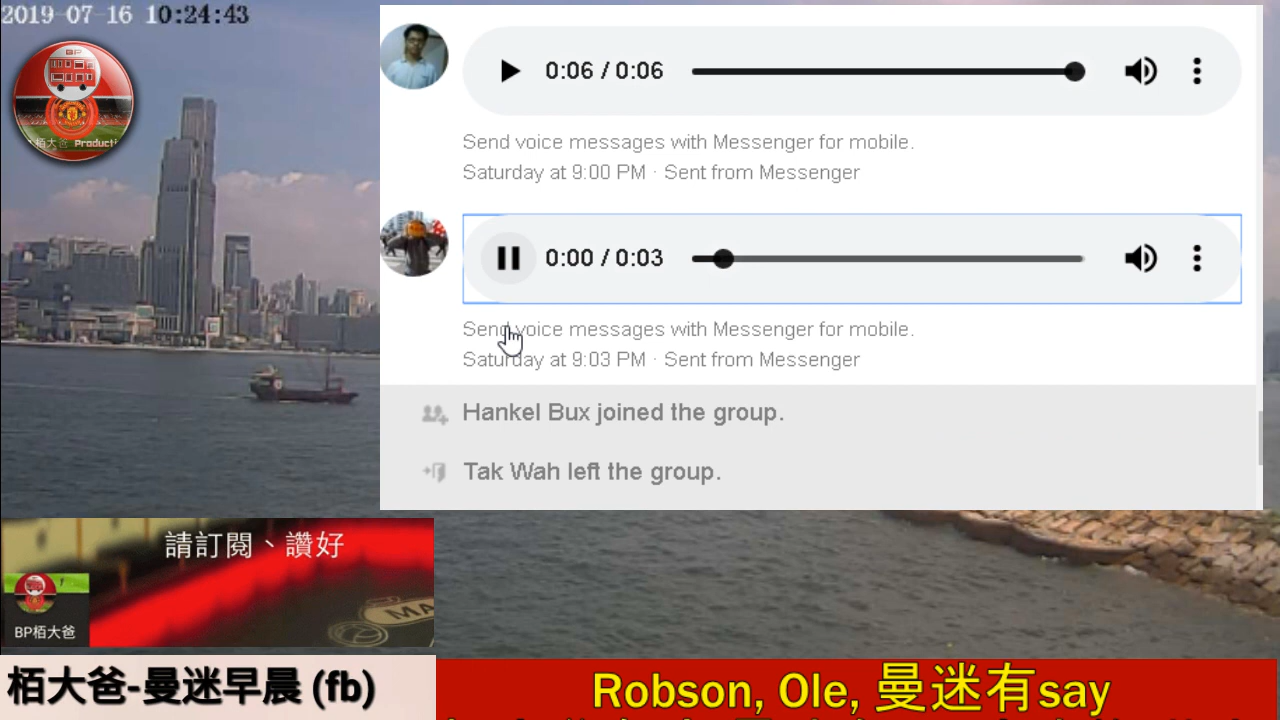 2019-07-16 10:24:43
BP
栢大爸 Producti
0:06 / 0:06
Send voice messages with Messenger for mobile.
Saturday at 9:00 PM · Sent from Messenger
0:00 / 0:03
Send voice messages with Messenger for mobile.
Saturday at 9:03 PM · Sent from Messenger
Hankel Bux joined the group.
Tak Wah left the group.
請訂閱、讚好
MA
BP栢大爸
栢大爸-曼迷早晨 (fb)
Robson, Ole, 曼迷有say